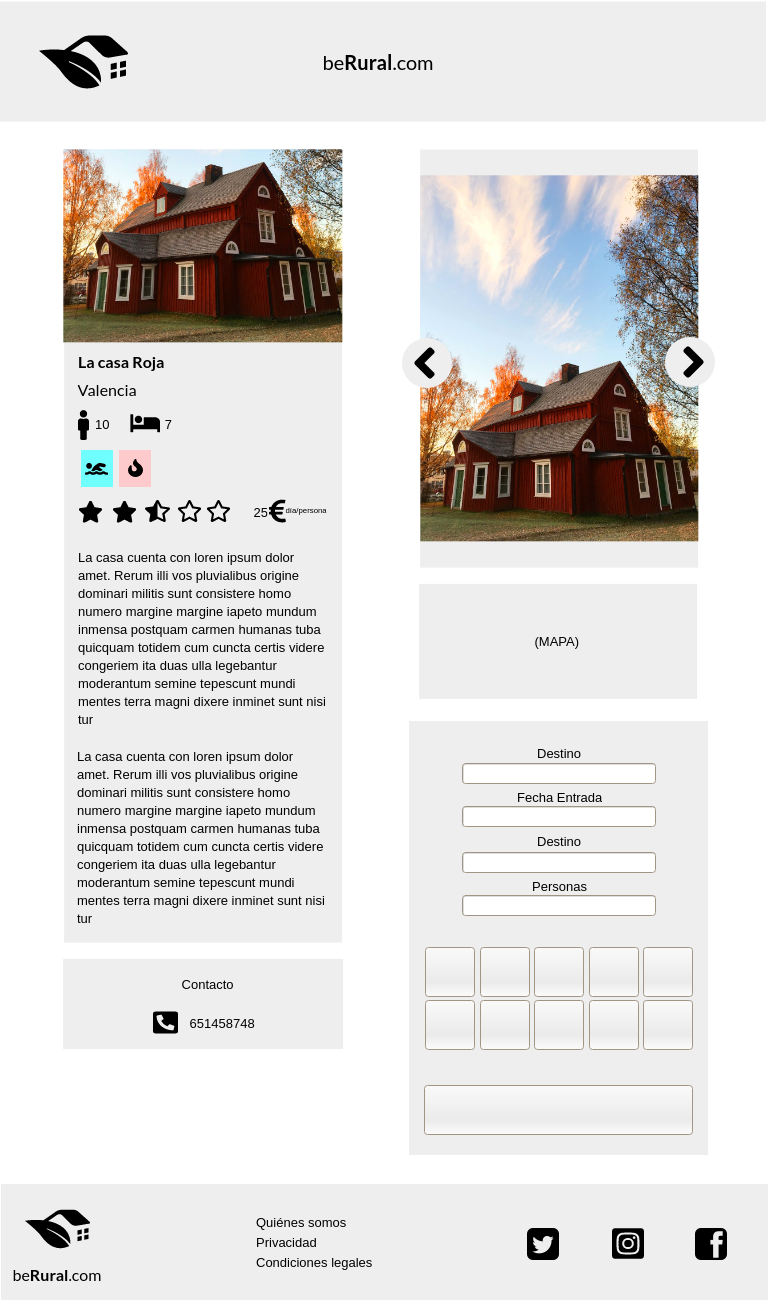 beRural.com
La casa Roja
Valencia
10 7
25€ día/persona
La casa cuenta con loren ipsum dolor
amet. Rerum illi vos pluvialibus origine
dominari militis sunt consistere homo
numero margine margine iapeto mundum
inmensa postquam carmen humanas tuba
quicquam totidem cum cuncta certis videre
congeriem ita duas ulla legebantur
moderantum semine tepescunt mundi
mentes terra magni dixere inminet sunt nisi
tur
La casa cuenta con loren ipsum dolor
amet. Rerum illi vos pluvialibus origine
dominari militis sunt consistere homo
numero margine margine iapeto mundum
inmensa postquam carmen humanas tuba
quicquam totidem cum cuncta certis videre
congeriem ita duas ulla legebantur
moderantum semine tepescunt mundi
mentes terra magni dixere inminet sunt nisi
tur
Contacto
651458748
(MAPA)
Destino
Fecha Entrada
Destino
Personas
beRural.com
Quiénes somos
Privacidad
Condiciones legales